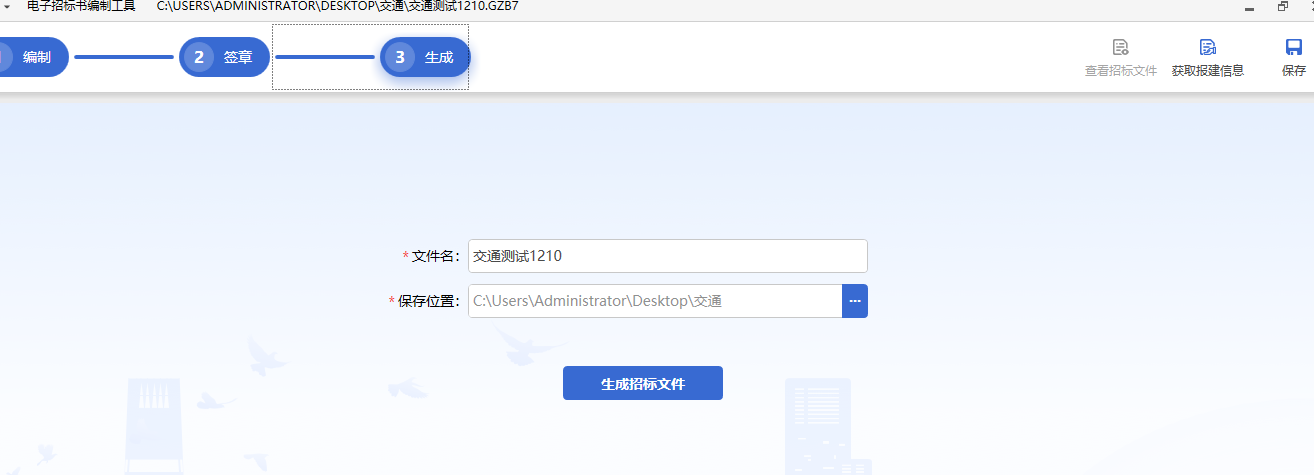 电子招标书编制工具 C:\USERS\ADMINISTRATOR\DESKTOP\交通\交通测试1210.GZB7
编制
2 签章
3 生成
查看招标文件
获取报建信息
保存
*文件名： 交通测试1210
*保存位置： C:\Users\Administrator\Desktop\交通
···
生成招标文件